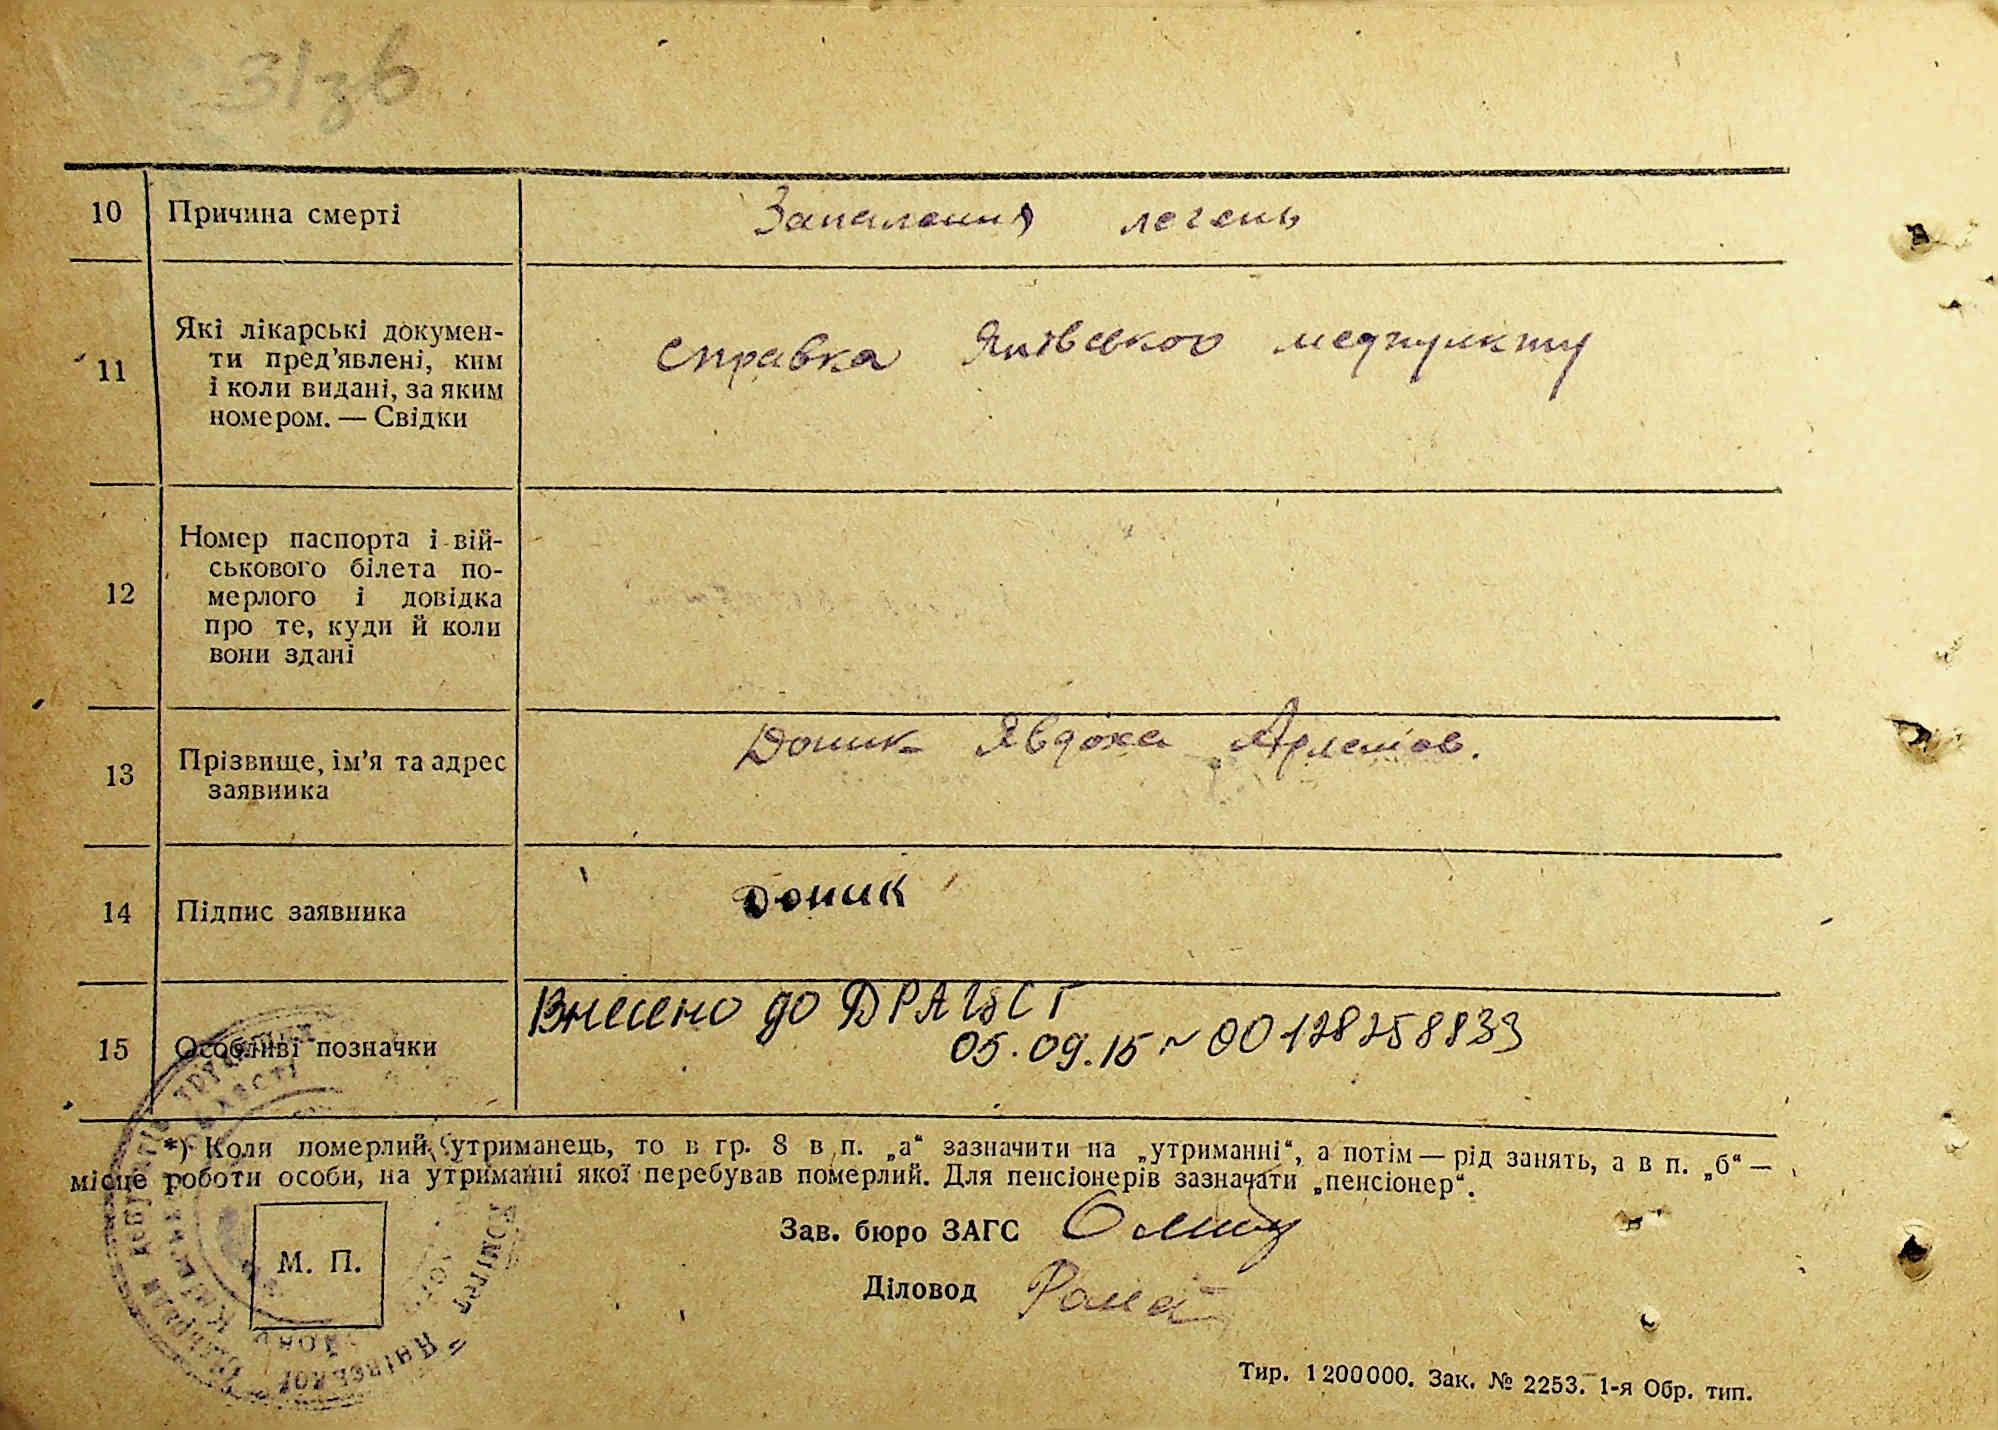 31зв
10 Причина смерті Запалення легень
11 Які лікарські докумен-
ти пред’явлені, ким
і коли видані, за яким
номером. — Свідки
справка Янівського медпункту
12 Номер паспорта і вій-
ськового білета по-
мерлого і довідка
про те, куди й коли
вони здані
13 Прізвище, ім’я та адрес
заявника
Доник Явдоха Артемов.
14 Підпис заявника Доник
15 Особливі позначки
Внесено до ДРАЦСГ
05.09.15 ~ 00128258833
*) Коли померлий утриманець, то в гр. 8 в п. „а“ зазначити на „утриманні“, а потім — рід занять, а в п. „б“ —
місце роботи особи, на утриманні якої перебував померлий. Для пенсіонерів зазначати „пенсіонер“.
Зав. бюро ЗАГС
М. П.
Діловод
Тир. 1200000. Зак. № 2253. 1-я Обр. тип.